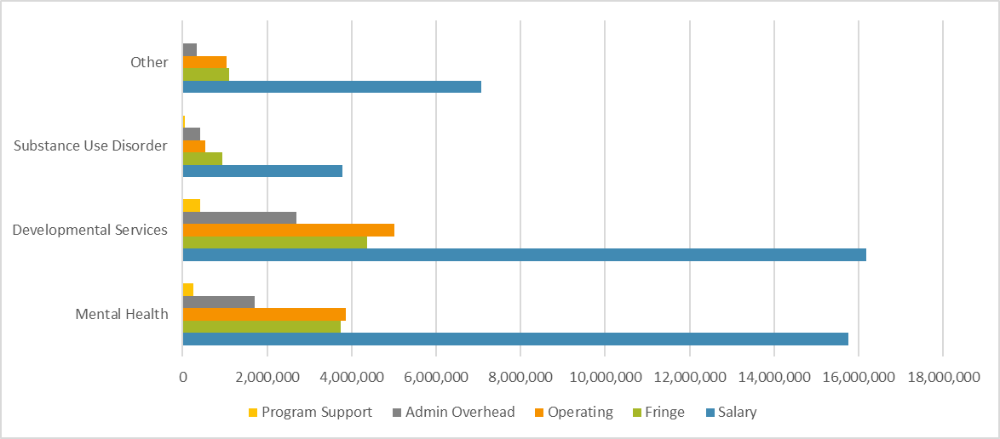 Other
Substance Use Disorder
Developmental Services
Mental Health
0 2,000,000 4,000,000 6,000,000 8,000,000 10,000,000 12,000,000 14,000,000 16,000,000 18,000,000
Program Support Admin Overhead Operating Fringe Salary